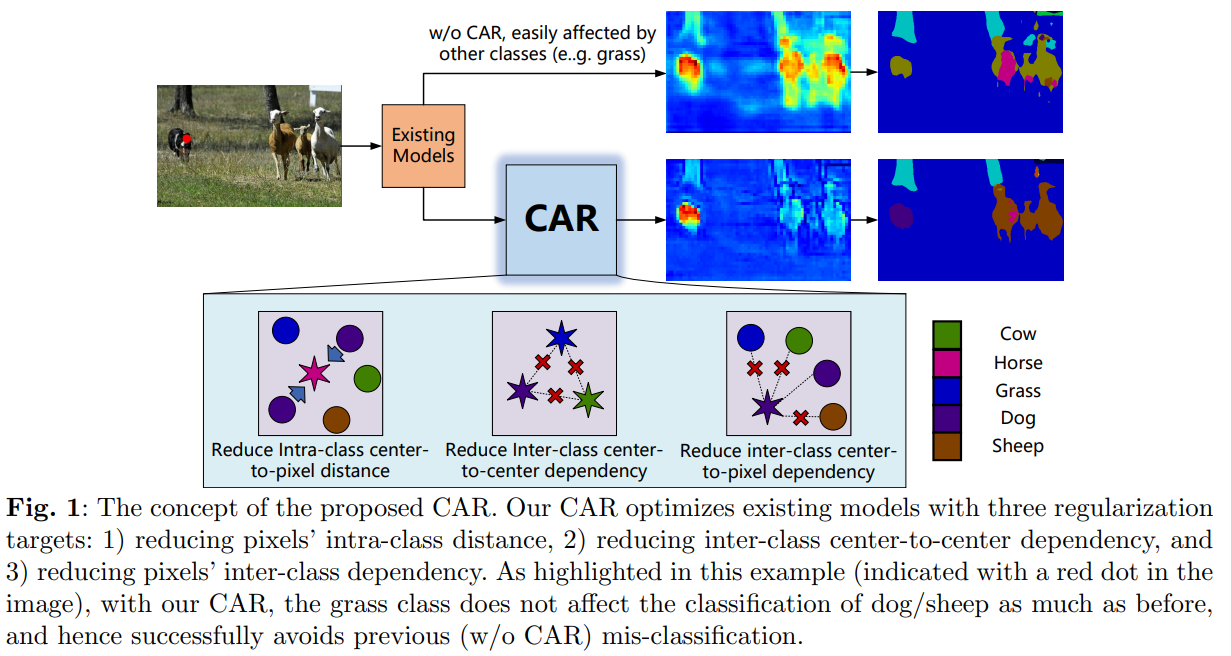 w/o CAR, easily affected by
other classes (e..g. grass)
Existing
Models
CAR
Reduce Intra-class center-
to-pixel distance
Reduce Inter-class center-
to-center dependency
Reduce inter-class center-
to-pixel dependency
Cow
Horse
Grass
Dog
Sheep
Fig. 1: The concept of the proposed CAR. Our CAR optimizes existing models with three regularization
targets: 1) reducing pixels’ intra-class distance, 2) reducing inter-class center-to-center dependency, and
3) reducing pixels’ inter-class dependency. As highlighted in this example (indicated with a red dot in the
image), with our CAR, the grass class does not affect the classification of dog/sheep as much as before,
and hence successfully avoids previous (w/o CAR) mis-classification.